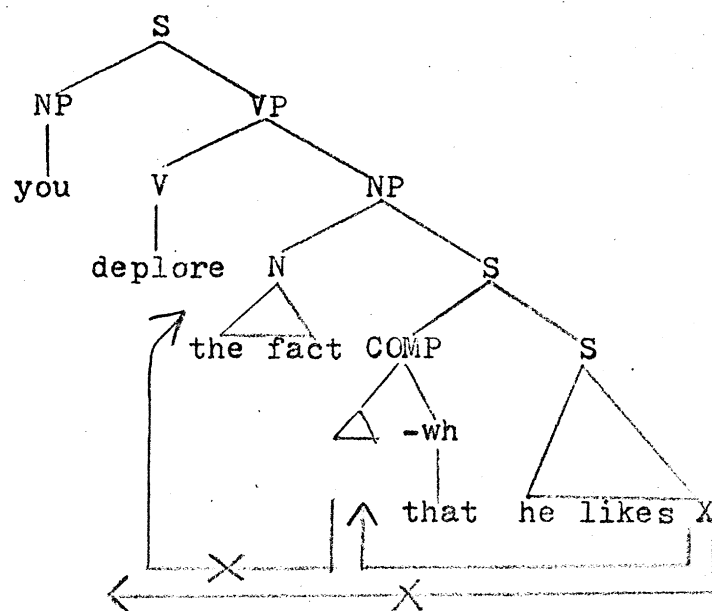 S
NP VP
you V NP
deplore N S
the fact COMP S
△ -wh
that he likes X